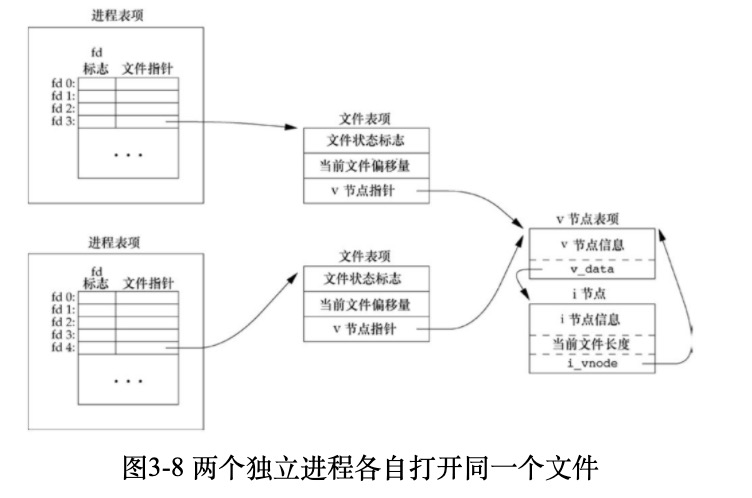 进程表项
fd
标志 文件指针
fd 0:
fd 1:
fd 2:
fd 3:
...
文件表项
文件状态标志
当前文件偏移量
v 节点指针
进程表项
fd
标志 文件指针
fd 0:
fd 1:
fd 2:
fd 3:
fd 4:
...
文件表项
文件状态标志
当前文件偏移量
v 节点指针
v 节点表项
v 节点信息
v_data
i 节点
i 节点信息
当前文件长度
i_vnode
图3-8 两个独立进程各自打开同一个文件